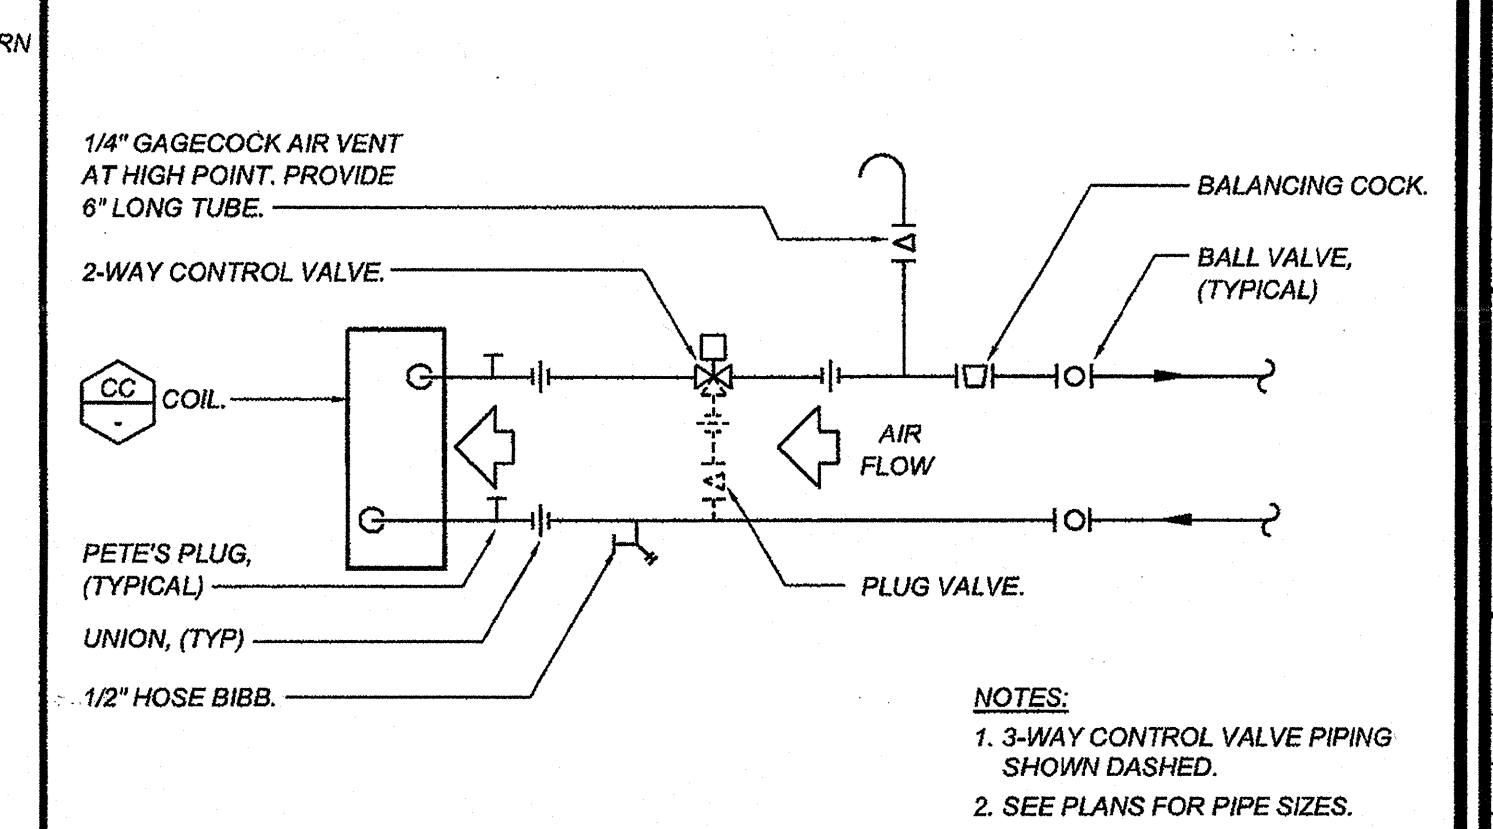 RN
1/4" GAGECOCK AIR VENT
AT HIGH POINT. PROVIDE
6" LONG TUBE.
BALANCING COCK.
2-WAY CONTROL VALVE.
BALL VALVE,
(TYPICAL)
CC
-
COIL.
AIR
FLOW
PETE'S PLUG,
(TYPICAL)
PLUG VALVE.
UNION, (TYP)
1/2" HOSE BIBB.
NOTES:
1. 3-WAY CONTROL VALVE PIPING
SHOWN DASHED.
2. SEE PLANS FOR PIPE SIZES.